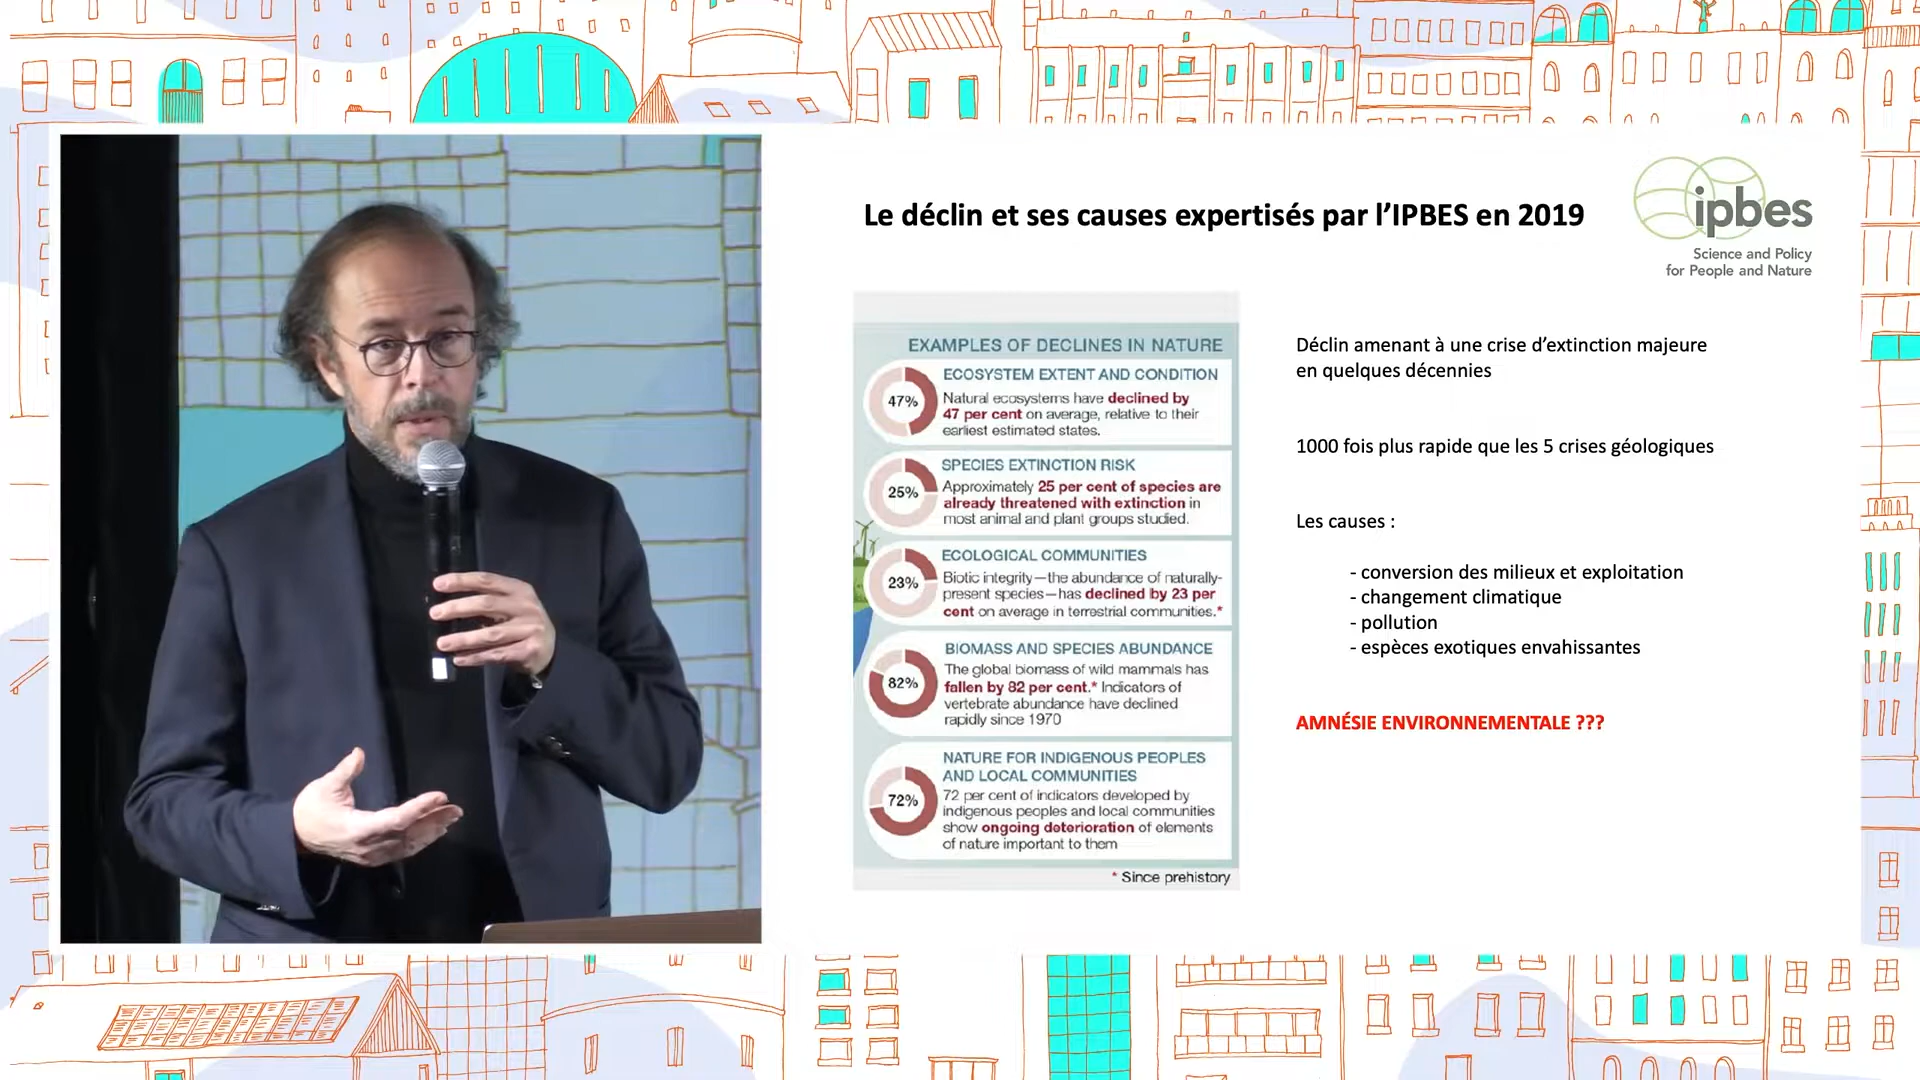 Le déclin et ses causes expertisés par l'IPBES en 2019
ipbes
Science and Policy
for People and Nature
EXAMPLES OF DECLINES IN NATURE
47%
ECOSYSTEM EXTENT AND CONDITION
Natural ecosystems have declined by
47 per cent on average, relative to their
earliest estimated states.
25%
SPECIES EXTINCTION RISK
Approximately 25 per cent of species are
already threatened with extinction in
most animal and plant groups studied.
23%
ECOLOGICAL COMMUNITIES
Biotic integrity—the abundance of naturally-
present species—has declined by 23 per
cent on average in terrestrial communities.*
82%
BIOMASS AND SPECIES ABUNDANCE
The global biomass of wild mammals has
fallen by 82 per cent.* Indicators of
vertebrate abundance have declined
rapidly since 1970
72%
NATURE FOR INDIGENOUS PEOPLES
AND LOCAL COMMUNITIES
72 per cent of indicators developed by
indigenous peoples and local communities
show ongoing deterioration of elements
of nature important to them
* Since prehistory
Déclin amenant à une crise d'extinction majeure
en quelques décennies
1000 fois plus rapide que les 5 crises géologiques
Les causes :
- conversion des milieux et exploitation
- changement climatique
- pollution
- espèces exotiques envahissantes
AMNÉSIE ENVIRONNEMENTALE ???